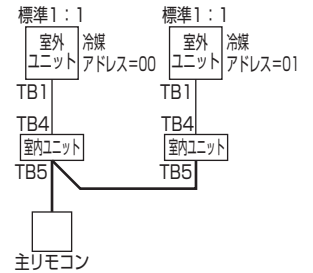 標準1：1 標準1：1
室外
ユニット
冷媒
アドレス=00
室外
ユニット
冷媒
アドレス=01
TB1 TB1
TB4 TB4
室内ユニット 室内ユニット
TB5 TB5
主リモコン